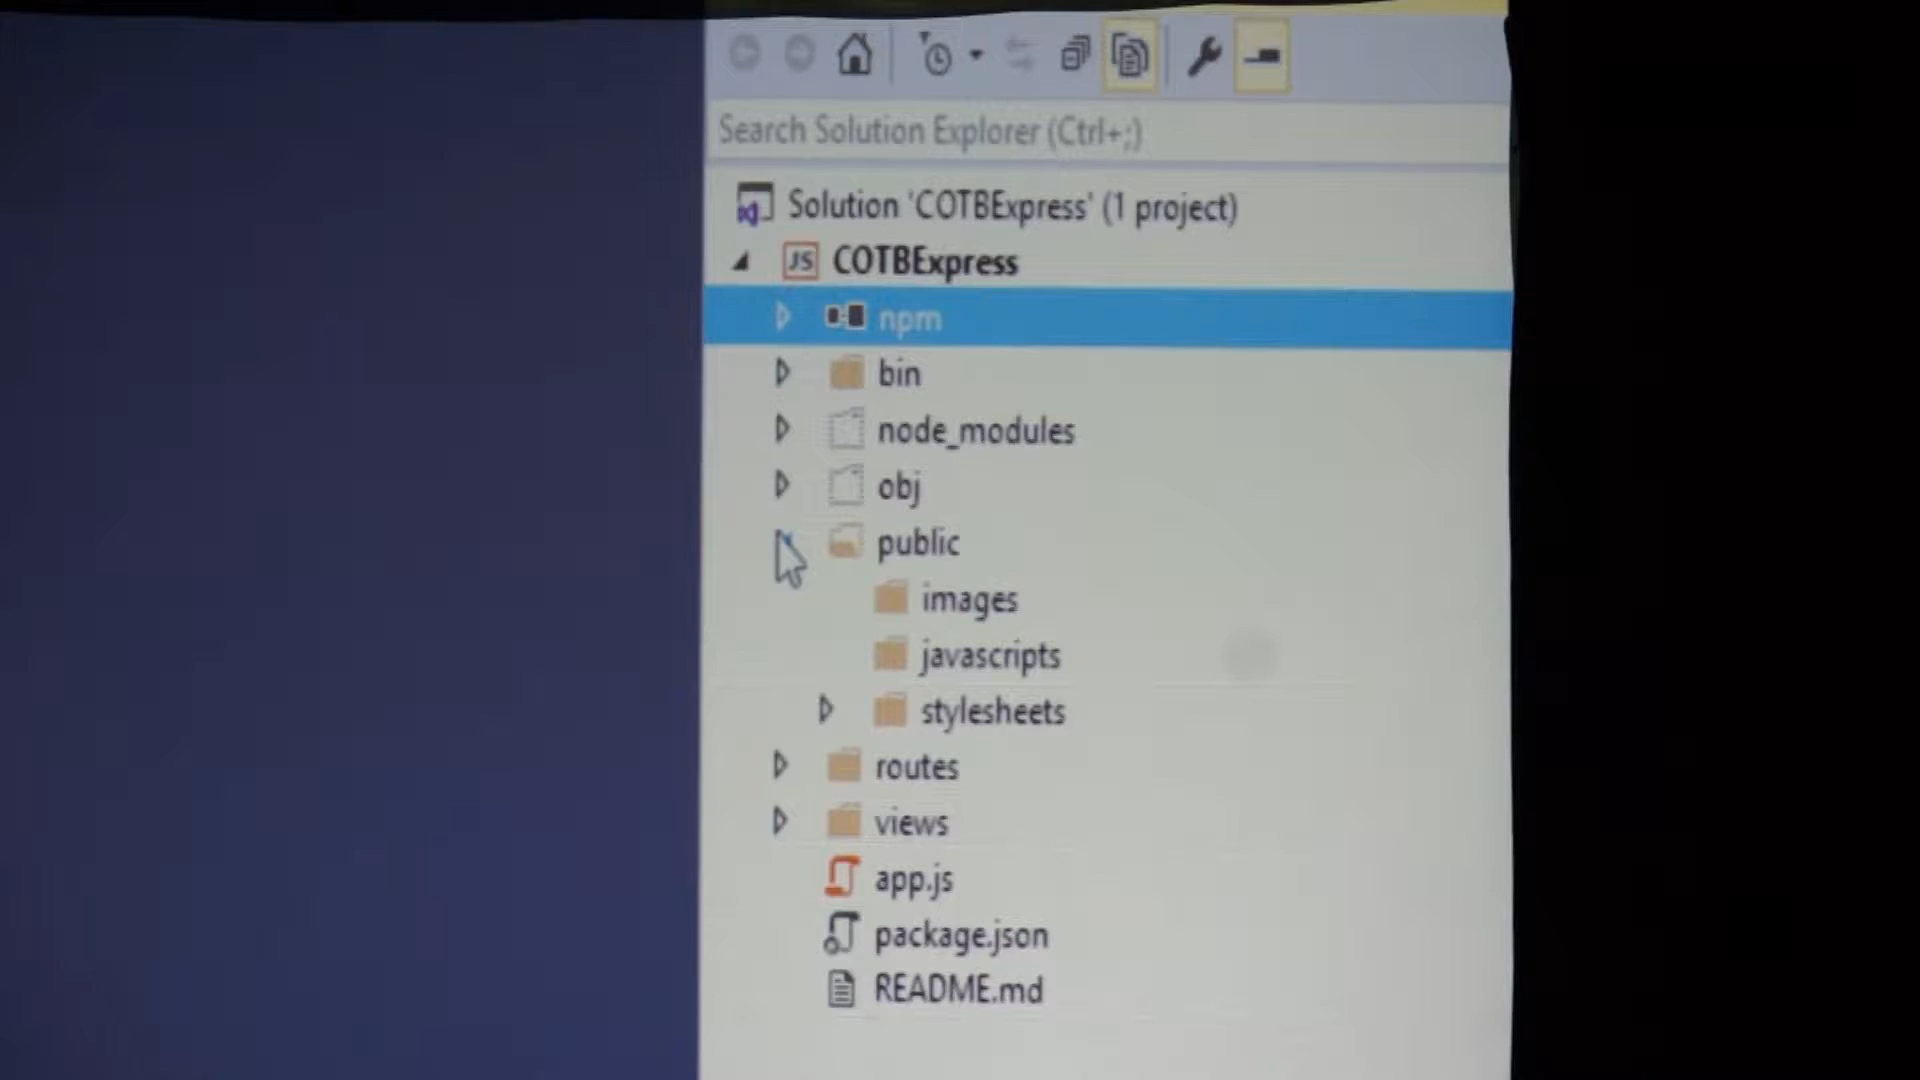 Search Solution Explorer (Ctrl+;)
Solution 'COTBExpress' (1 project)
JS COTBExpress
npm
bin
node_modules
obj
public
images
javascripts
stylesheets
routes
views
app.js
package.json
README.md